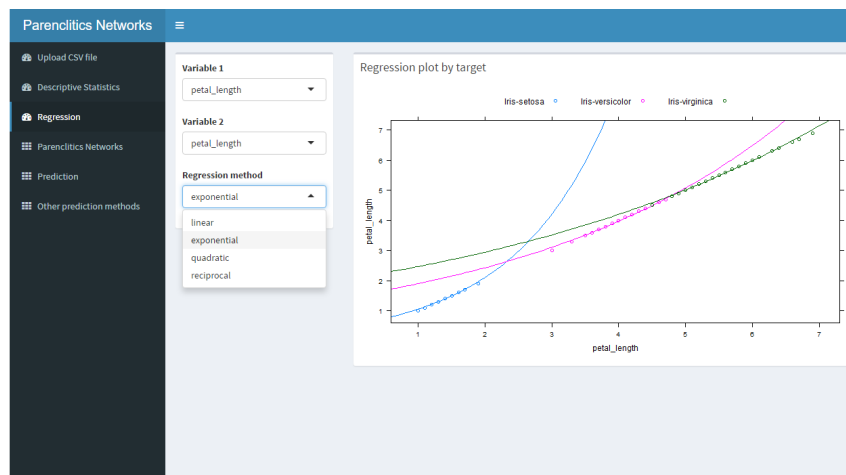 Parenclitics Networks
Upload CSV file
Descriptive Statistics
Regression
Parenclitics Networks
Prediction
Other prediction methods
Variable 1
petal_length
Variable 2
petal_length
Regression method
exponential
linear
exponential
quadratic
reciprocal
Regression plot by target
Iris-setosa Iris-versicolor Iris-virginica
7
6
5
4
3
2
1
petal_length
1 2 3 4 5 6 7
petal_length